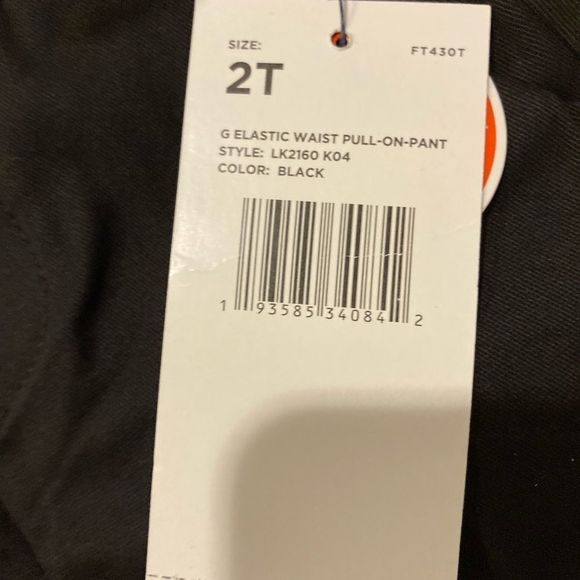 SIZE:
FT430T
2T
G ELASTIC WAIST PULL-ON-PANT
STYLE: LK2160 K04
COLOR: BLACK
1 93585 34084 2